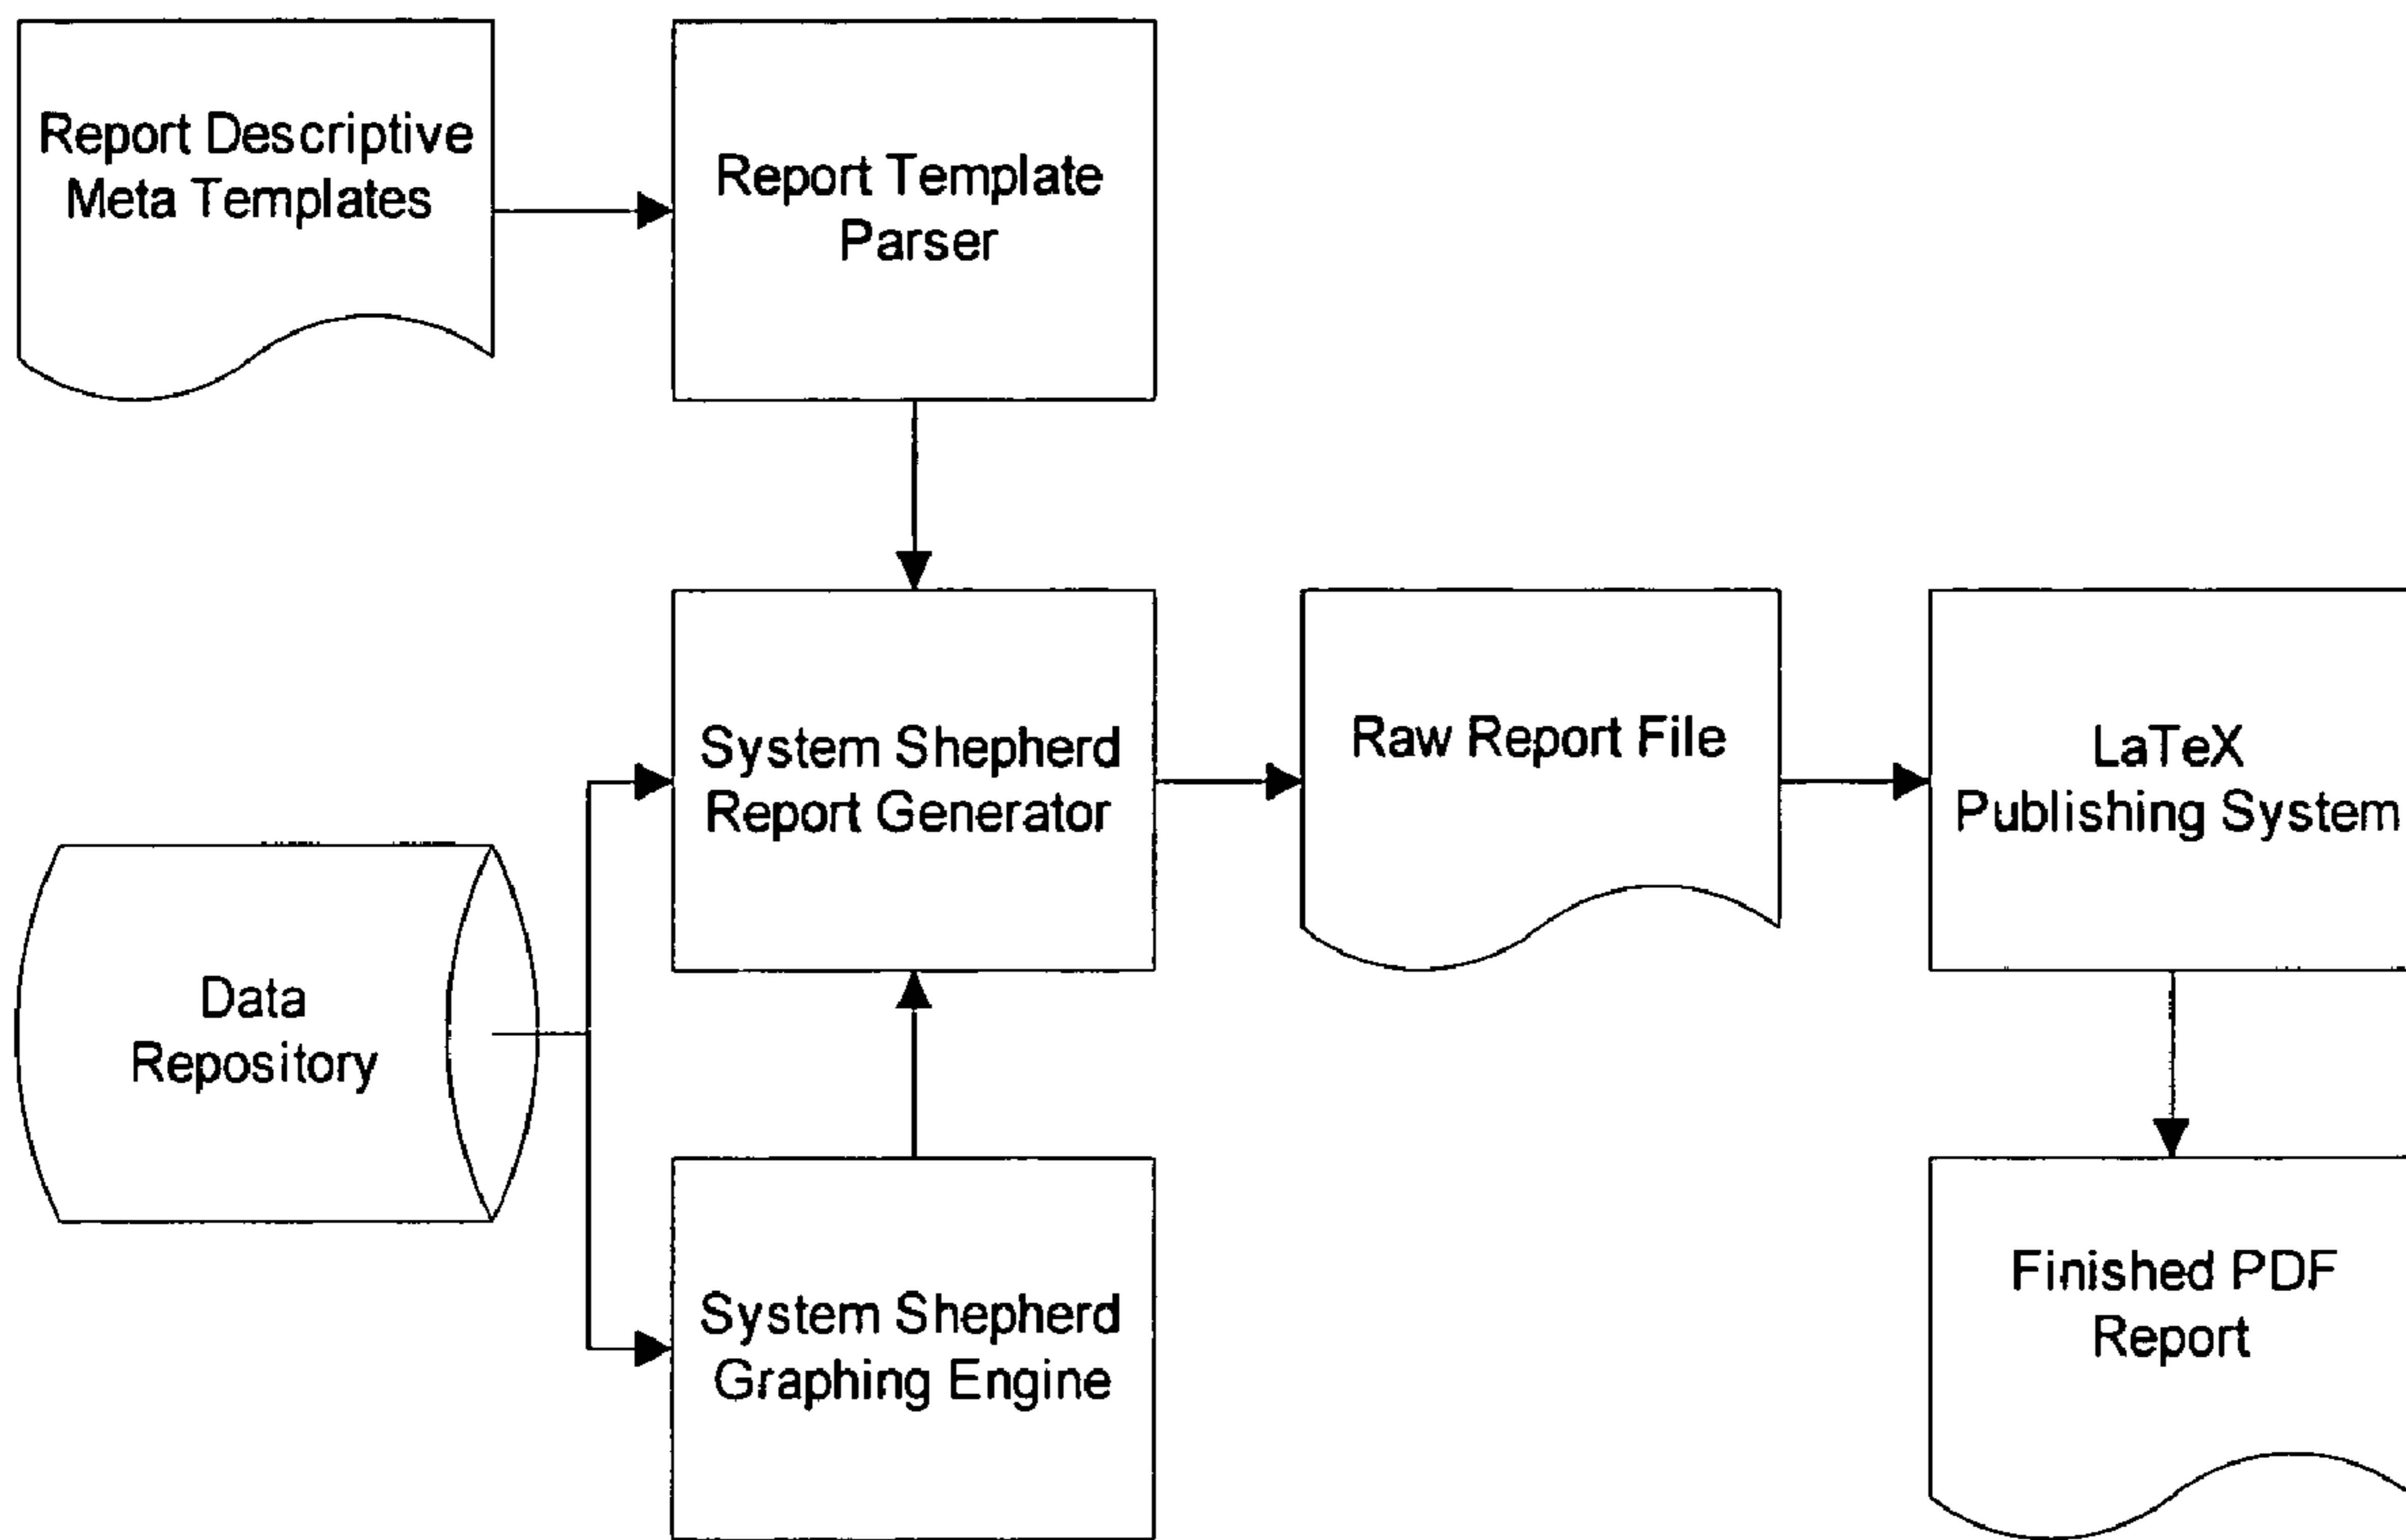 Report Descriptive
Meta Templates
Report Template
Parser
System Shepherd
Report Generator
Raw Report File
LaTeX
Publishing System
Data
Repository
System Shepherd
Graphing Engine
Finished PDF
Report